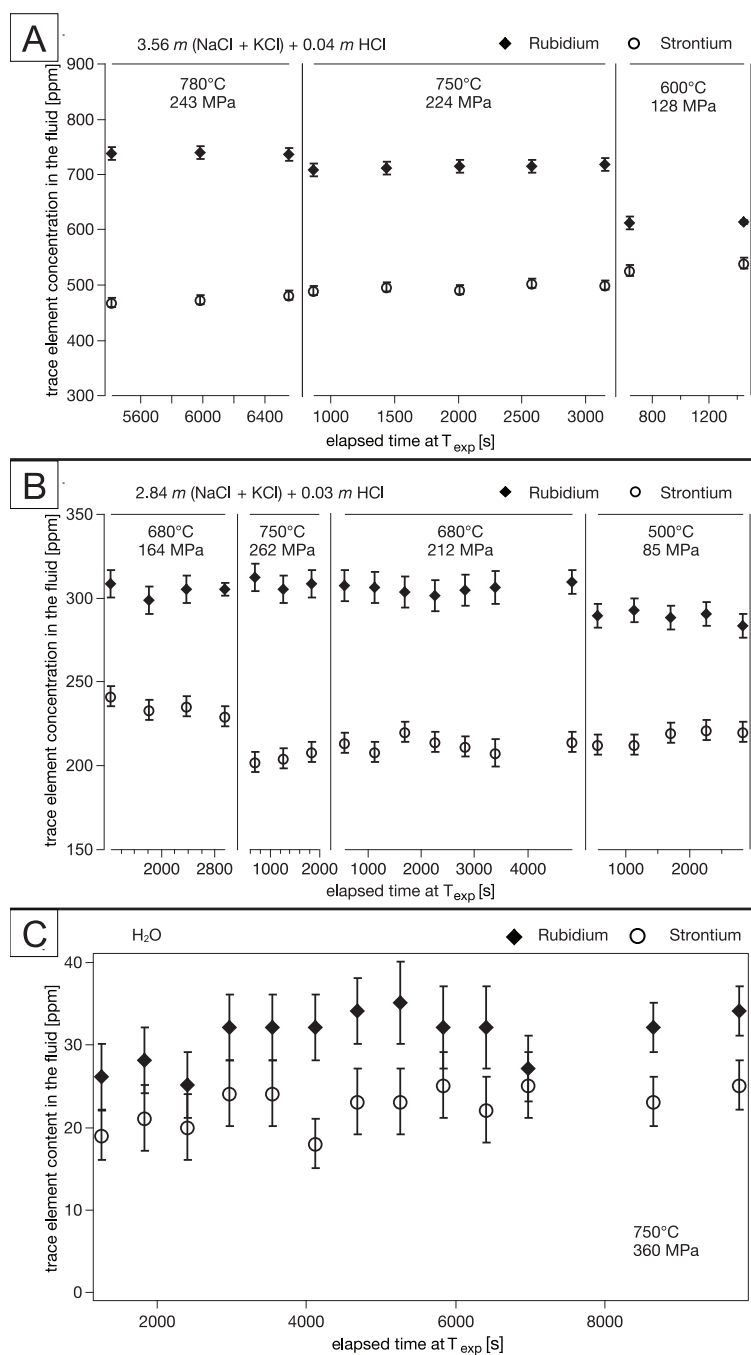 A
3.56 m (NaCl + KCl) + 0.04 m HCl
Rubidium
Strontium
trace element concentration in the fluid [ppm]
900
800
700
600
500
400
300
780°C
243 MPa
750°C
224 MPa
600°C
128 MPa
5600 6000 6400 1000 1500 2000 2500 3000 800 1200
elapsed time at Texp [s]
B
2.84 m (NaCl + KCl) + 0.03 m HCl
Rubidium
Strontium
trace element concentration in the fluid [ppm]
350
300
250
200
150
680°C
164 MPa
750°C
262 MPa
680°C
212 MPa
500°C
85 MPa
2000 2800 1000 2000 1000 2000 3000 4000 1000 2000
elapsed time at Texp [s]
C
H₂O
Rubidium
Strontium
trace element content in the fluid [ppm]
40
30
20
10
0
750°C
360 MPa
2000 4000 6000 8000
elapsed time at Texp [s]